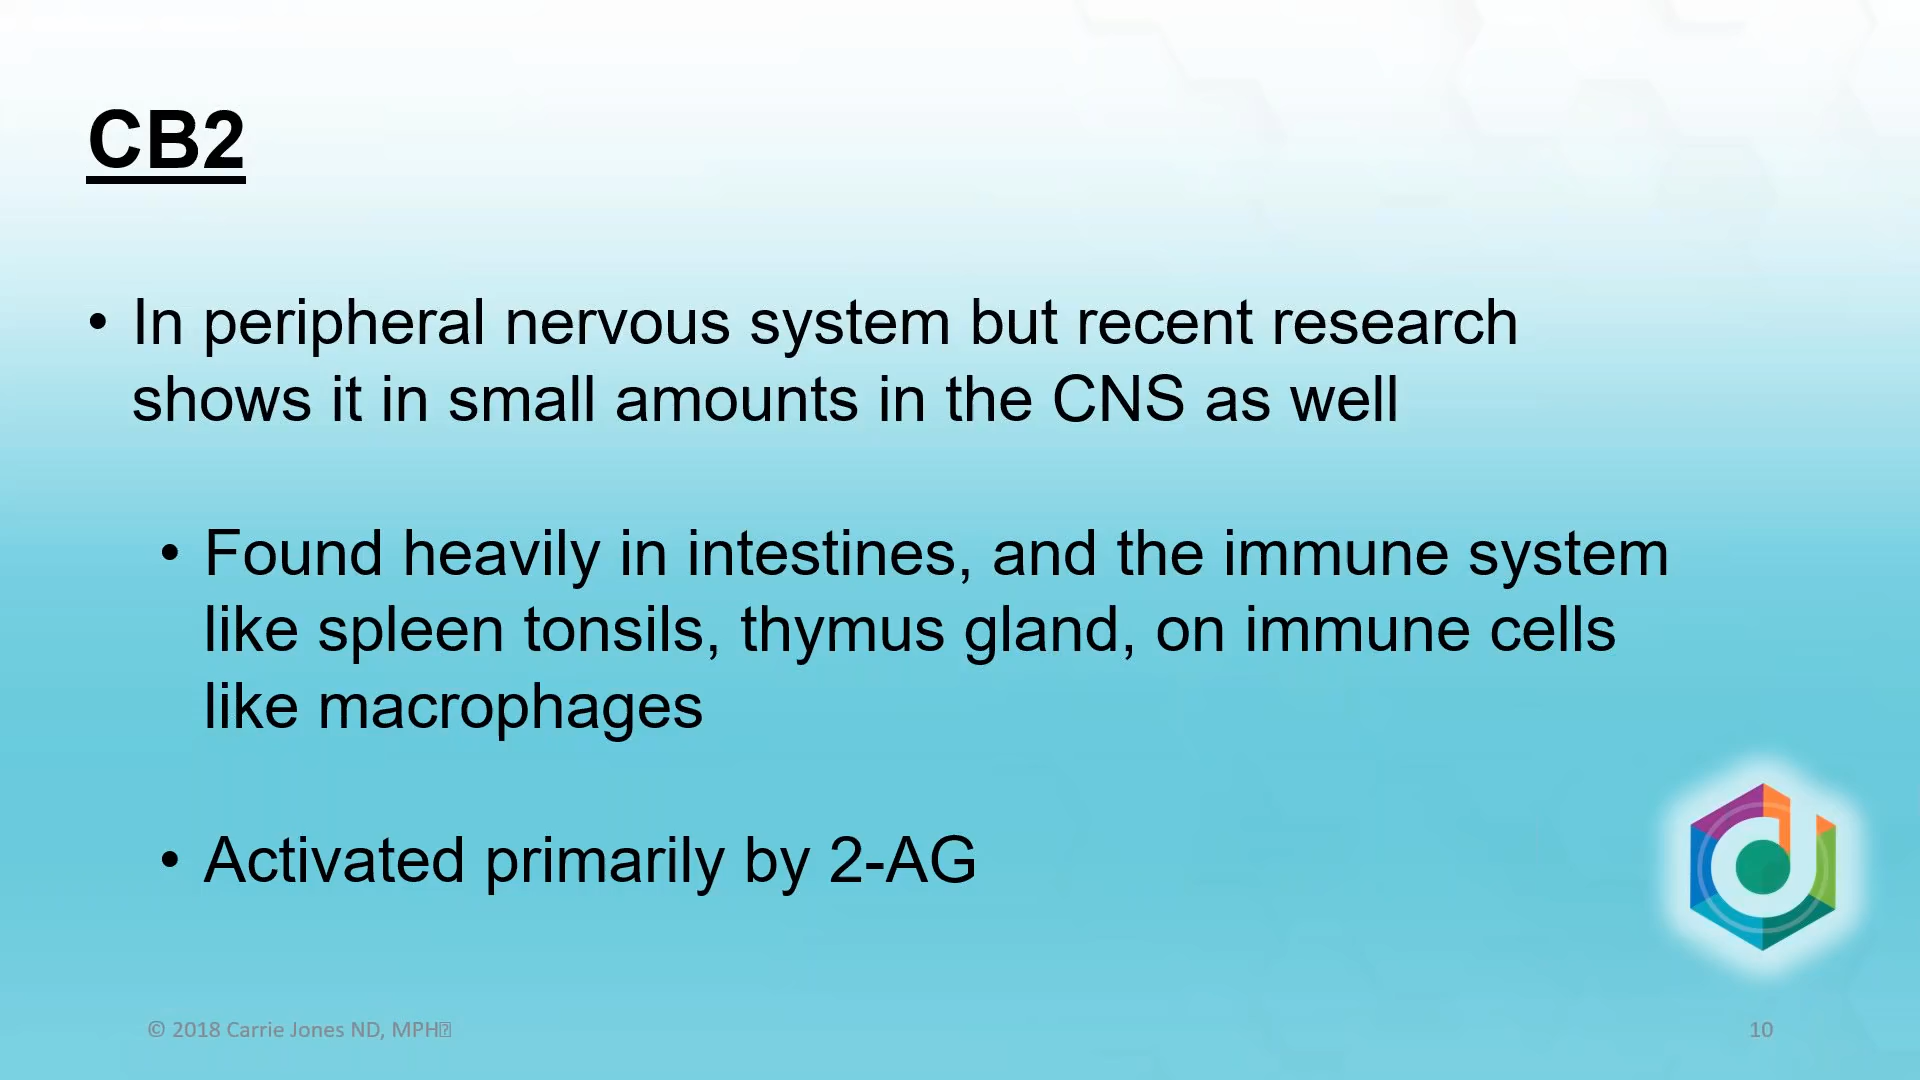 CB2
• In peripheral nervous system but recent research
shows it in small amounts in the CNS as well
• Found heavily in intestines, and the immune system
like spleen tonsils, thymus gland, on immune cells
like macrophages
• Activated primarily by 2-AG
© 2018 Carrie Jones ND, MPH
10